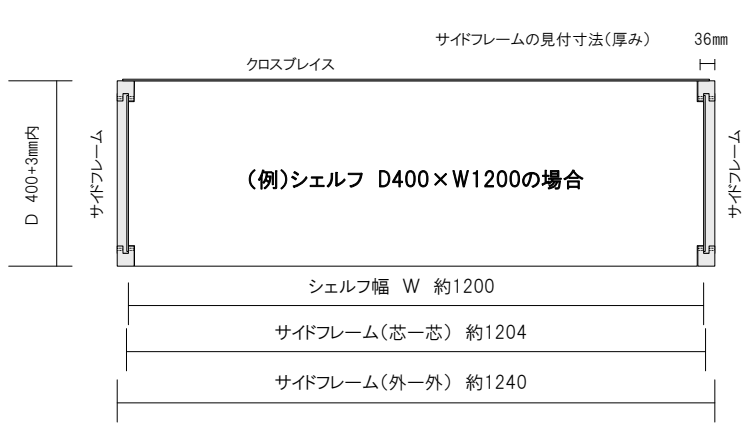 サイドフレームの見付寸法(厚み) 36mm
クロスブレイス
D 400+3mm内
サイドフレーム
(例)シェルフ D400×W1200の場合
サイドフレーム
シェルフ幅 W 約1200
サイドフレーム(芯ー芯) 約1204
サイドフレーム(外ー外) 約1240